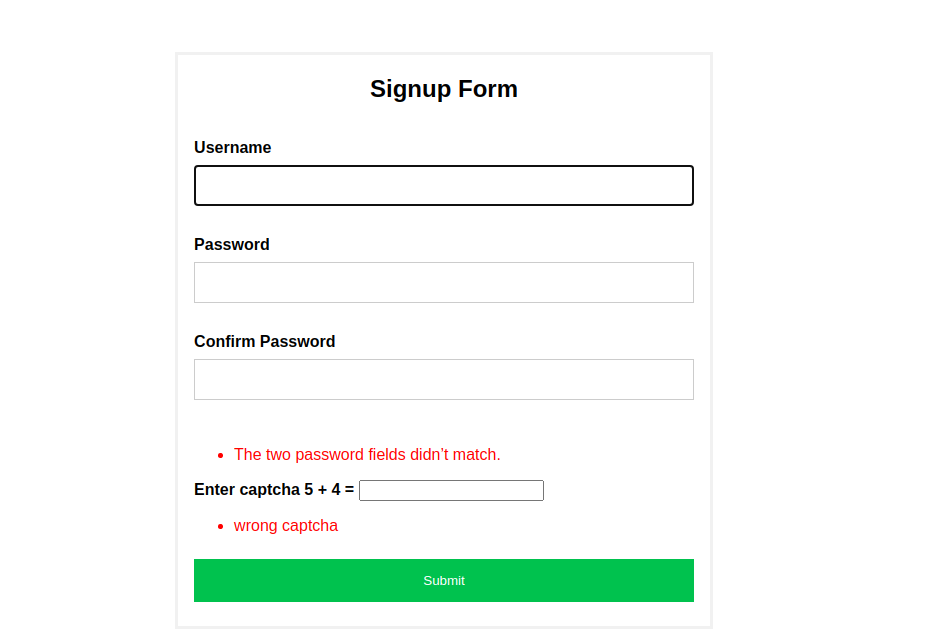 Signup Form
Username
Password
Confirm Password
The two password fields didn’t match.
Enter captcha 5 + 4 =
wrong captcha
Submit